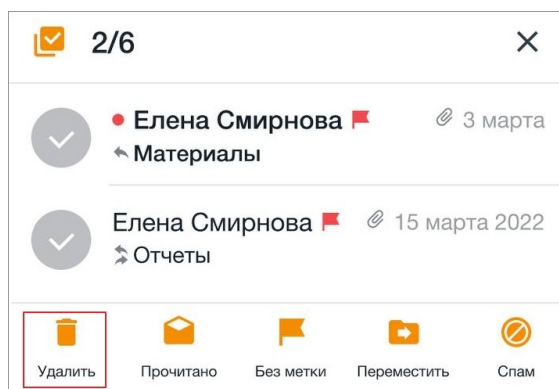 2/6
Елена Смирнова 3 марта
Материалы
Елена Смирнова 15 марта 2022
Отчеты
Удалить Прочитано Без метки Переместить Спам